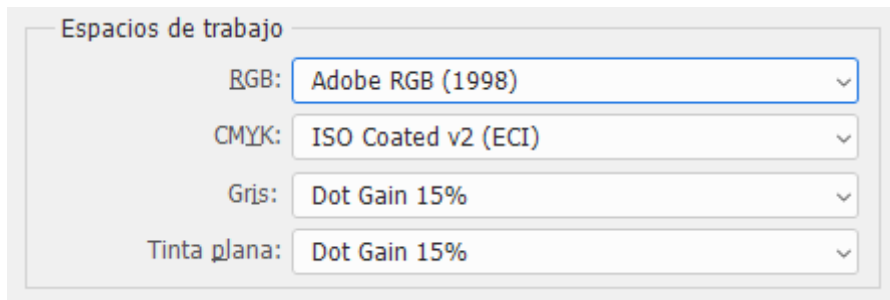 Espacios de trabajo
RGB: Adobe RGB (1998)
CMYK: ISO Coated v2 (ECI)
Gris: Dot Gain 15%
Tinta plana: Dot Gain 15%